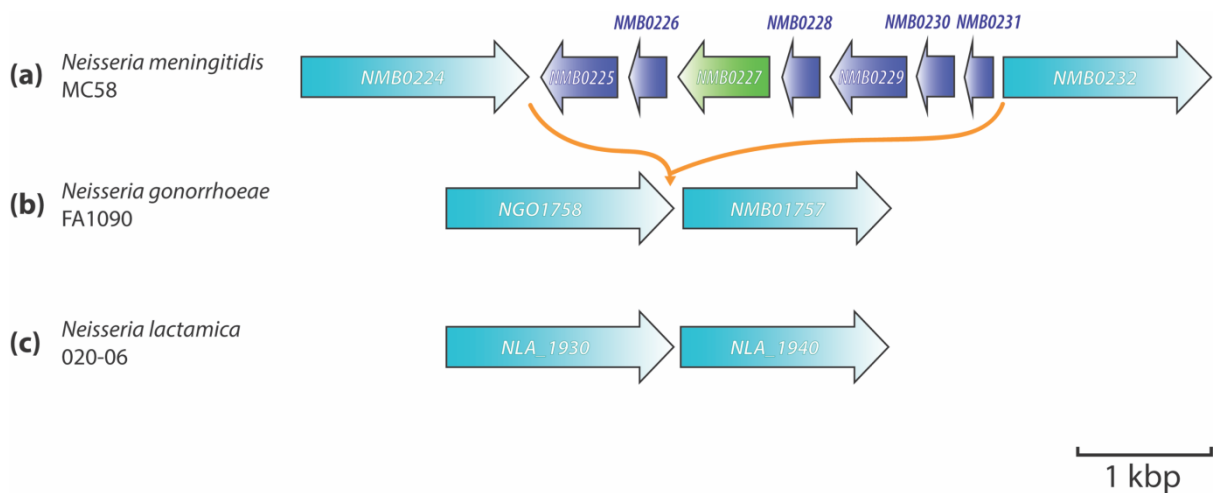 NMB0226 NMB0228 NMB0230 NMB0231
(a) Neisseria meningitidis
MC58
NMB0224 NMB0225 NMB0227 NMB0229 NMB0232
(b) Neisseria gonorrhoeae
FA1090
NGO1758 NMB01757
(c) Neisseria lactamica
020-06
NLA_1930 NLA_1940
1 kbp